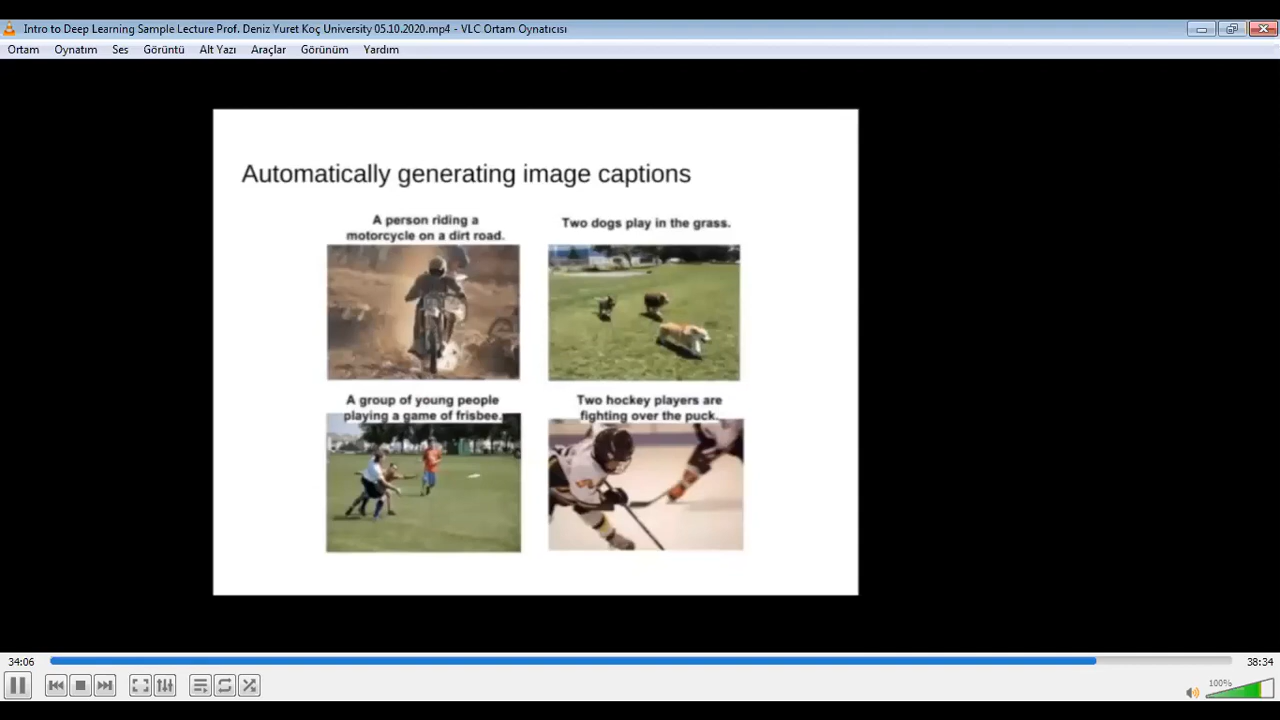 Intro to Deep Learning Sample Lecture Prof. Deniz Yuret Koç University 05.10.2020.mp4 - VLC Ortam Oynatıcısı
Ortam Oynatım Ses Görüntü Alt Yazı Araçlar Görünüm Yardım
Automatically generating image captions
A person riding a
motorcycle on a dirt road.
Two dogs play in the grass.
A group of young people
playing a game of frisbee.
Two hockey players are
fighting over the puck.
34:06
38:34
100%